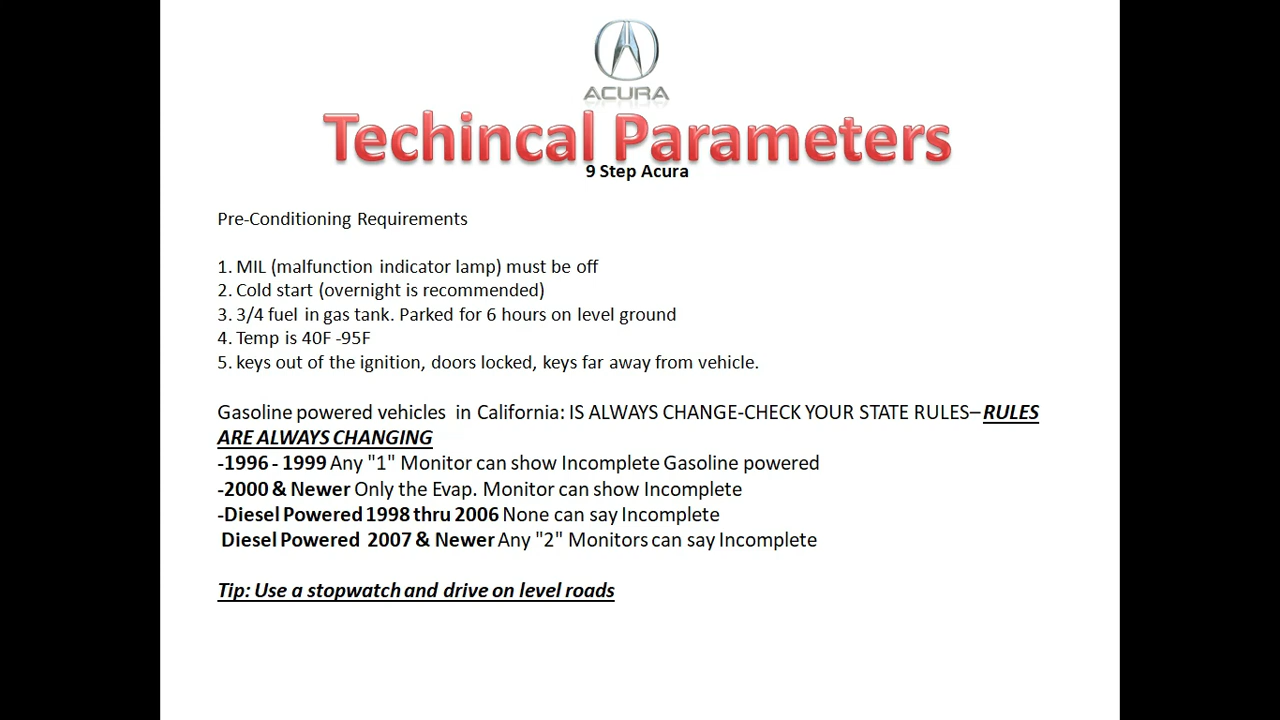 ACURA
Techincal Parameters
9 Step Acura
Pre-Conditioning Requirements
1. MIL (malfunction indicator lamp) must be off
2. Cold start (overnight is recommended)
3. 3/4 fuel in gas tank. Parked for 6 hours on level ground
4. Temp is 40F -95F
5. keys out of the ignition, doors locked, keys far away from vehicle.
Gasoline powered vehicles in California: IS ALWAYS CHANGE-CHECK YOUR STATE RULES–RULES
ARE ALWAYS CHANGING
-1996 - 1999 Any "1" Monitor can show Incomplete Gasoline powered
-2000 & Newer Only the Evap. Monitor can show Incomplete
-Diesel Powered 1998 thru 2006 None can say Incomplete
Diesel Powered 2007 & Newer Any "2" Monitors can say Incomplete
Tip: Use a stopwatch and drive on level roads